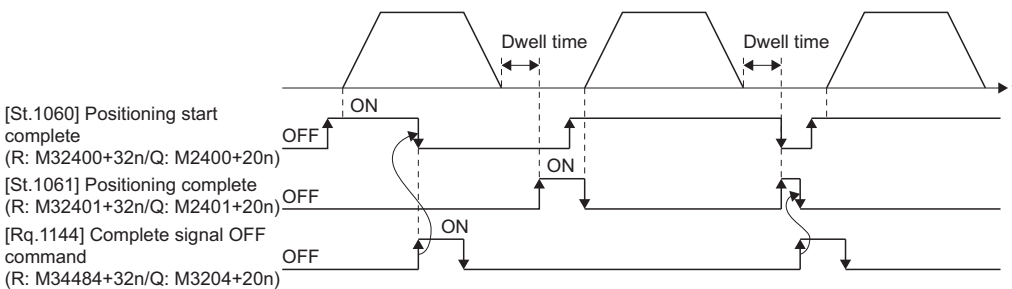 Dwell time
Dwell time
t
[St.1060] Positioning start
complete
(R: M32400+32n/Q: M2400+20n)
OFF
ON
[St.1061] Positioning complete
(R: M32401+32n/Q: M2401+20n)
OFF
ON
[Rq.1144] Complete signal OFF
command
(R: M34484+32n/Q: M3204+20n)
OFF
ON